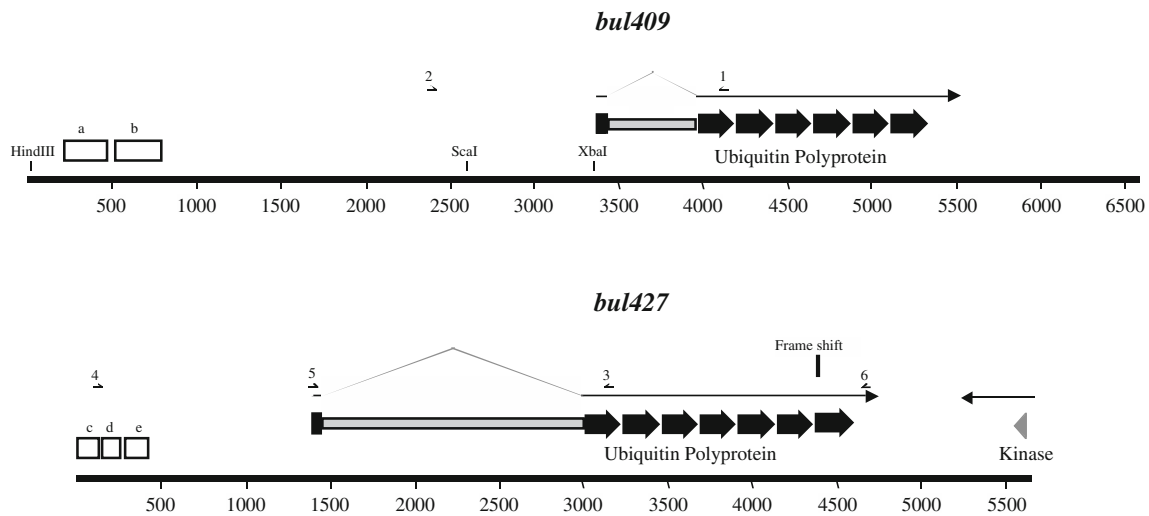 bul409
2
1
a
b
HindIII
ScaI
XbaI
Ubiquitin Polyprotein
500 1000 1500 2000 2500 3000 3500 4000 4500 5000 5500 6000 6500
bul427
Frame shift
4
5
3
6
c
d
e
Ubiquitin Polyprotein
Kinase
500 1000 1500 2000 2500 3000 3500 4000 4500 5000 5500